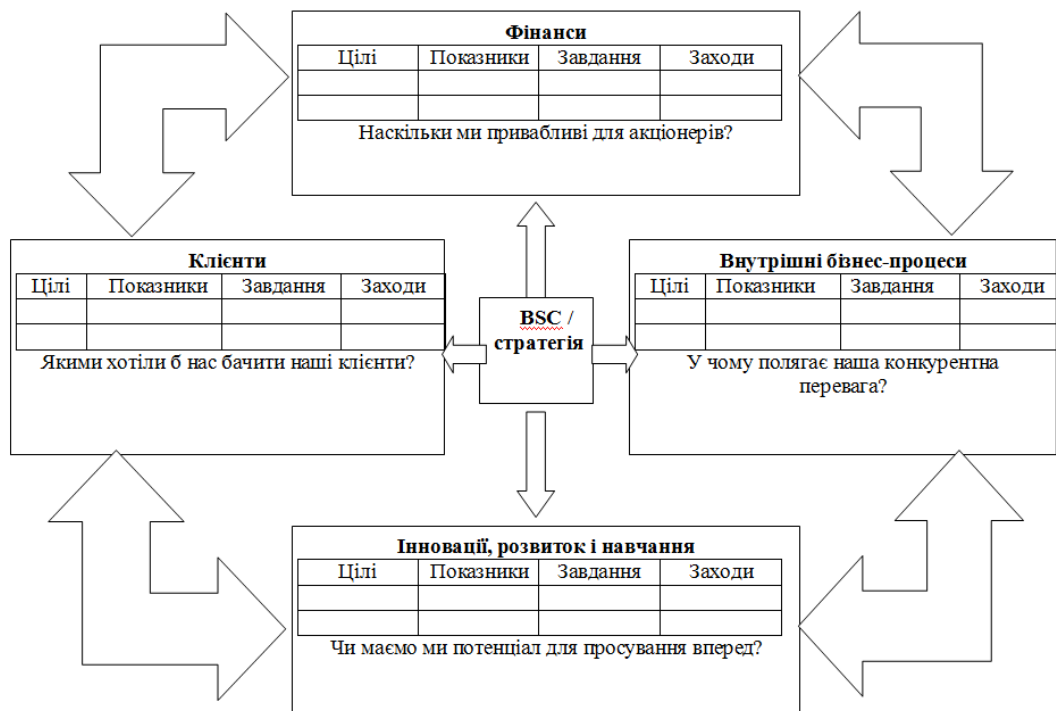 Фінанси
Цілі Показники Завдання Заходи
Наскільки ми привабливі для акціонерів?
Клієнти
Цілі Показники Завдання Заходи
Якими хотіли б нас бачити наші клієнти?
BSC /
стратегія
Внутрішні бізнес-процеси
Цілі Показники Завдання Заходи
У чому полягає наша конкурентна
перевага?
Інновації, розвиток і навчання
Цілі Показники Завдання Заходи
Чи маємо ми потенціал для просування вперед?